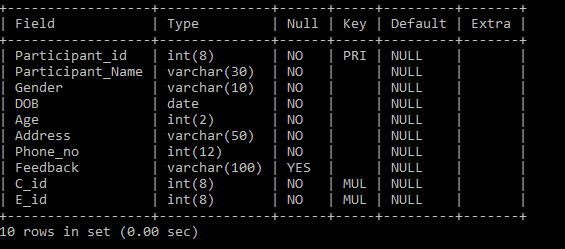 +------------------+--------------+------+-----+---------+-------+
| Field            | Type         | Null | Key | Default | Extra |
+------------------+--------------+------+-----+---------+-------+
| Participant_id   | int(8)       | NO   | PRI | NULL    |       |
| Participant_Name | varchar(30)  | NO   |     | NULL    |       |
| Gender           | varchar(10)  | NO   |     | NULL    |       |
| DOB              | date         | NO   |     | NULL    |       |
| Age              | int(2)       | NO   |     | NULL    |       |
| Address          | varchar(50)  | NO   |     | NULL    |       |
| Phone_no         | int(12)      | NO   |     | NULL    |       |
| Feedback         | varchar(100) | YES  |     | NULL    |       |
| C_id             | int(8)       | NO   | MUL | NULL    |       |
| E_id             | int(8)       | NO   | MUL | NULL    |       |
+------------------+--------------+------+-----+---------+-------+
10 rows in set (0.00 sec)